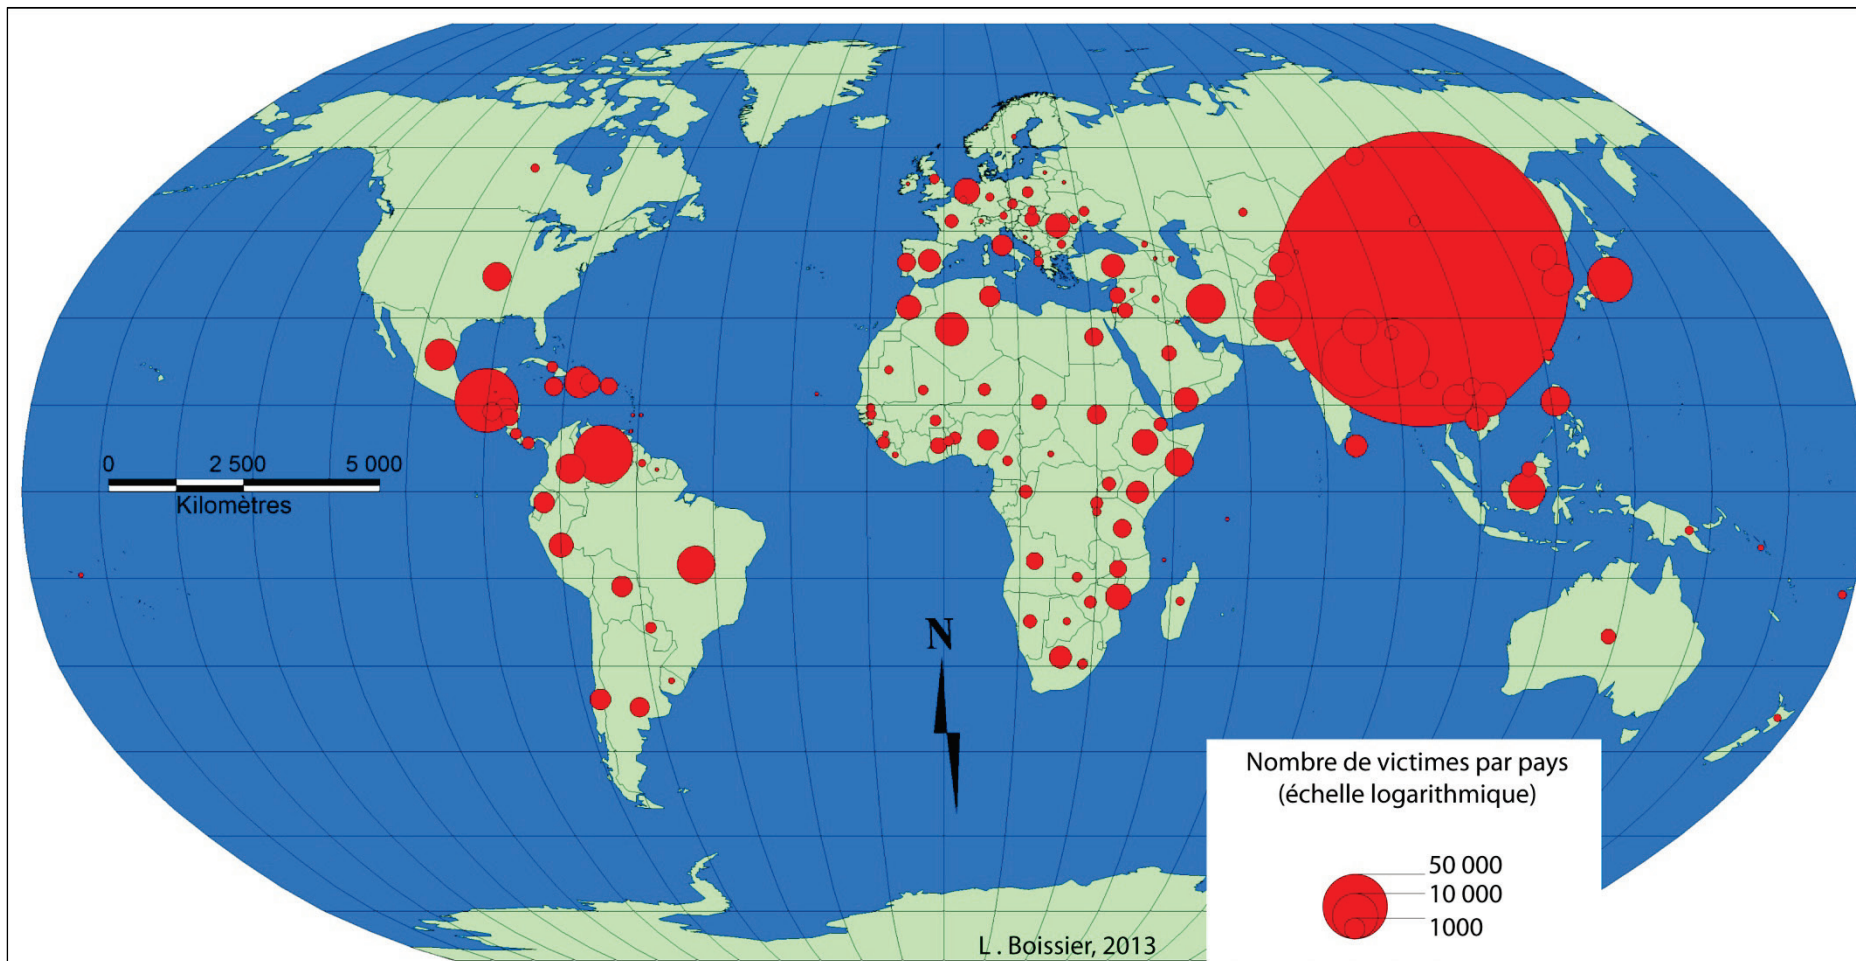 0 2 500 5 000
Kilomètres
N
Nombre de victimes par pays
(échelle logarithmique)
50 000
10 000
1000
L . Boissier, 2013